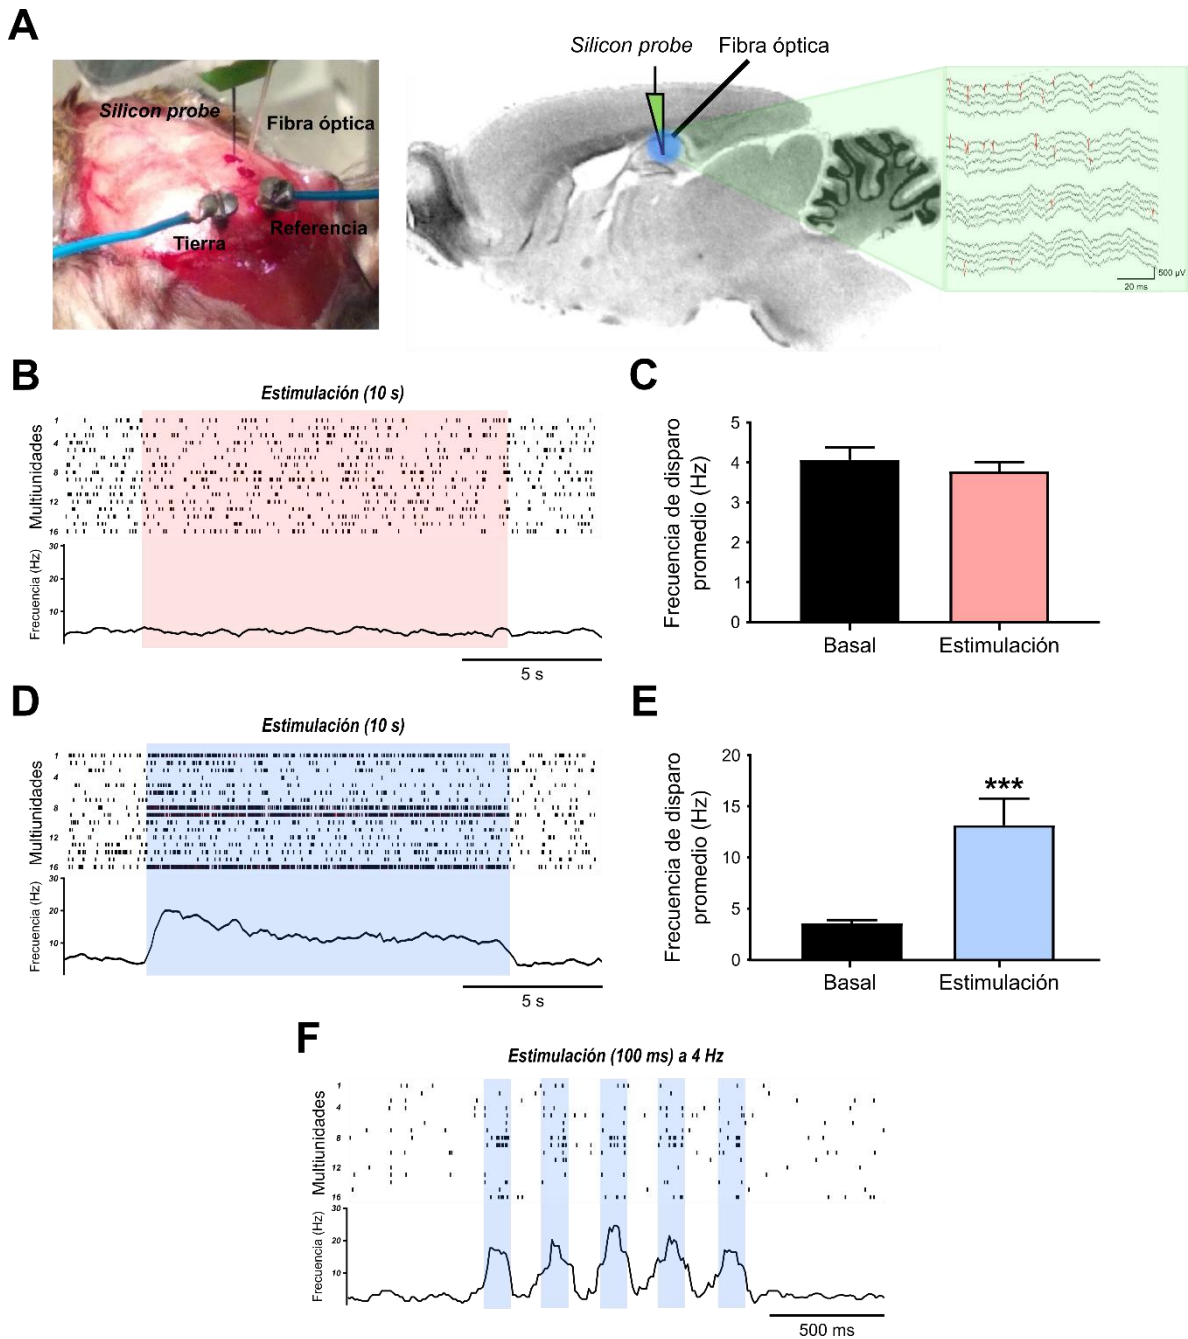 A
Silicon probe
Fibra óptica
Tierra
Referencia
Silicon probe
Fibra óptica
500 µV
20 ms
B
Estimulación (10 s)
Multiunidades
1
4
8
12
16
Frecuencia (Hz)
30
20
10
5 s
C
Frecuencia de disparo
promedio (Hz)
5
4
3
2
1
0
Basal
Estimulación
D
Estimulación (10 s)
Multiunidades
1
4
8
12
16
Frecuencia (Hz)
30
20
10
5 s
E
Frecuencia de disparo
promedio (Hz)
20
15
10
5
0
***
Basal
Estimulación
F
Estimulación (100 ms) a 4 Hz
Multiunidades
1
4
8
12
16
Frecuencia (Hz)
30
20
10
500 ms